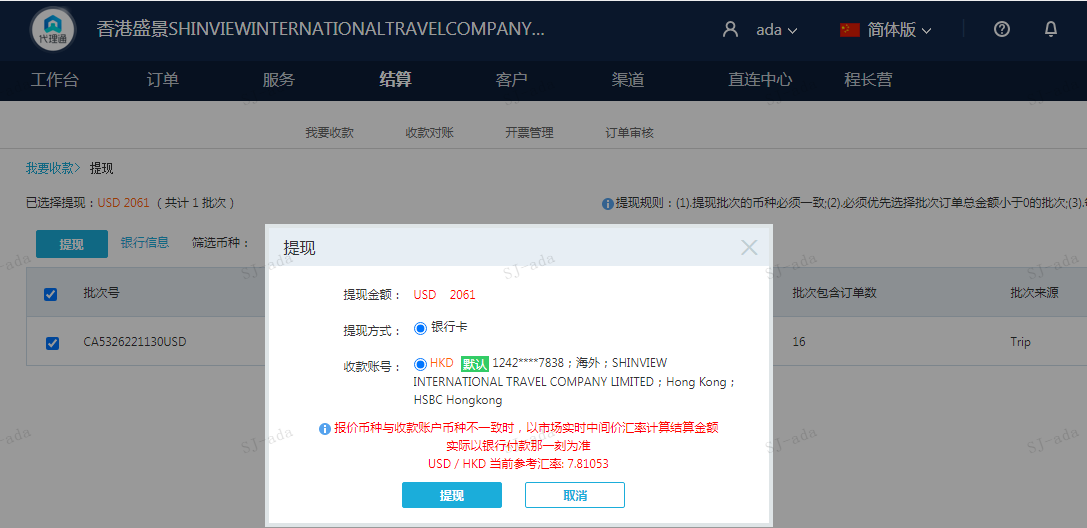 代理通
香港盛景SHINVIEWINTERNATIONALTRAVELCOMPANY...
ada
简体版
工作台 订单 服务 结算 客户 渠道 直连中心 程长营
我要收款 收款对账 开票管理 订单审核
我要收款> 提现
已选择提现：USD 2061 （共计 1 批次）
提现规则：(1).提现批次的币种必须一致;(2).必须优先选择批次订单总金额小于0的批次;(3).
提现 银行信息 筛选币种：
批次号 批次包含订单数 批次来源
CA5326221130USD 16 Trip
提现
提现金额： USD 2061
提现方式： 银行卡
收款账号： HKD 默认 1242****7838；海外；SHINVIEW
INTERNATIONAL TRAVEL COMPANY LIMITED；Hong Kong；
HSBC Hongkong
报价币种与收款账户币种不一致时，以市场实时中间价汇率计算结算金额
实际以银行付款那一刻为准
USD / HKD 当前参考汇率: 7.81053
提现 取消
SJ-ada
SJ-ada
SJ-ada
SJ-ada
SJ-ada
SJ-ada